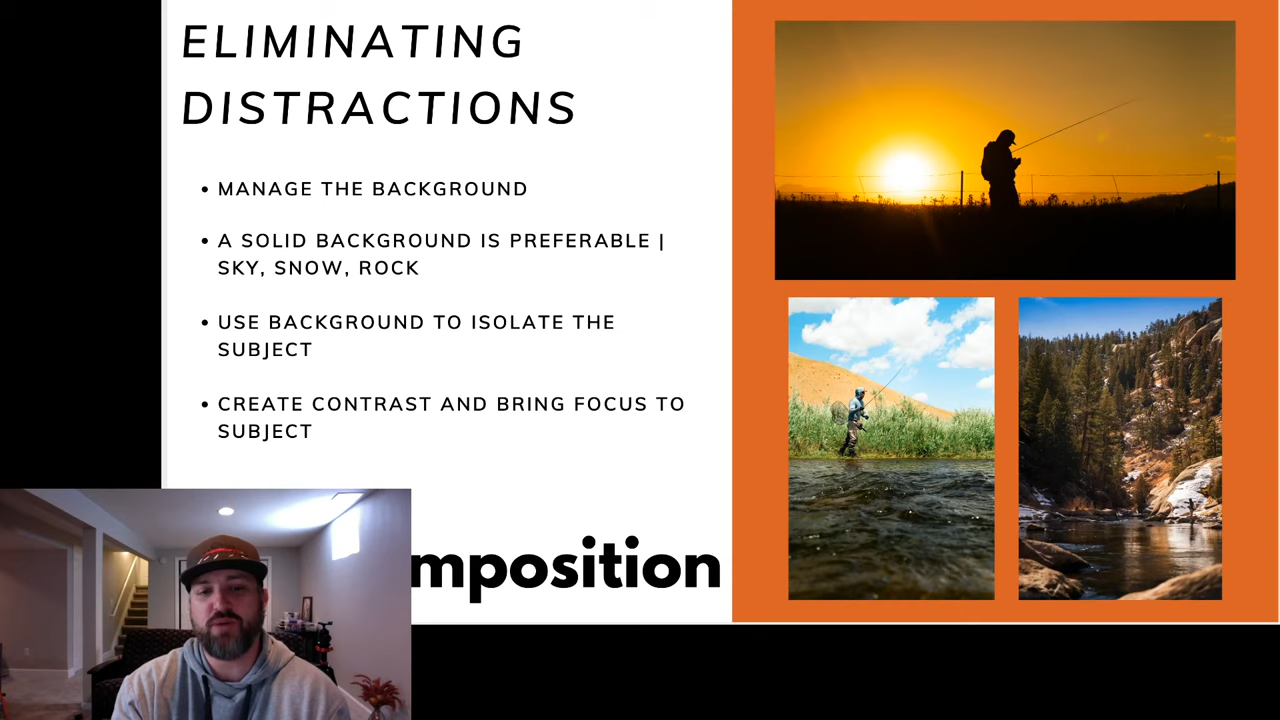 ELIMINATING
DISTRACTIONS
• MANAGE THE BACKGROUND
• A SOLID BACKGROUND IS PREFERABLE |
SKY, SNOW, ROCK
• USE BACKGROUND TO ISOLATE THE
SUBJECT
• CREATE CONTRAST AND BRING FOCUS TO
SUBJECT
mposition